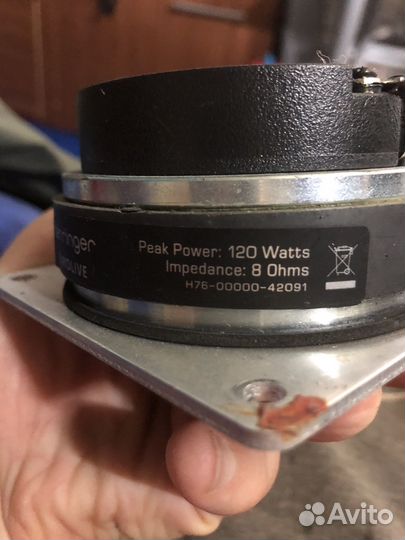 Peak Power: 120 Watts
Impedance: 8 Ohms
H76-00000-42091
Avito